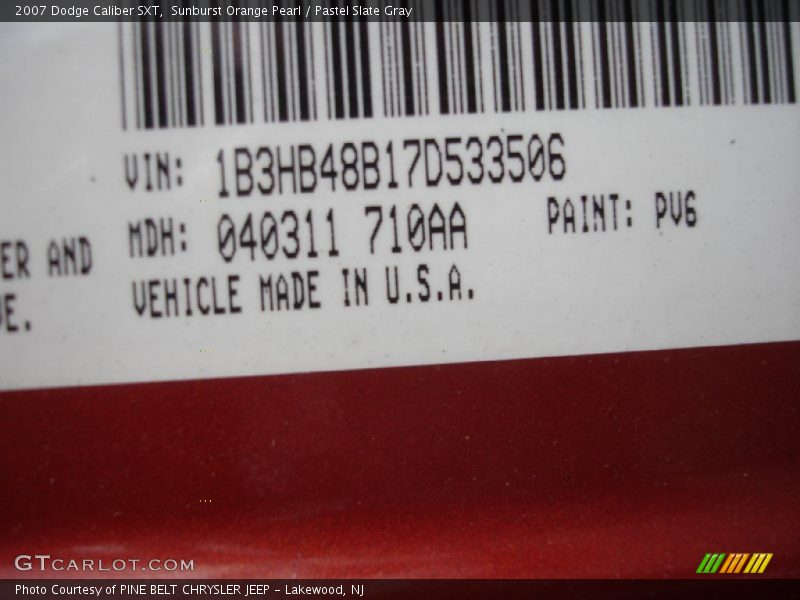 2007 Dodge Caliber SXT,  Sunburst Orange Pearl / Pastel Slate Gray
VIN: 1B3HB48B17D533506
MDH: 040311 710AA PAINT: PV6
ER AND
VEHICLE MADE IN U.S.A.
E.
GTCARLOT.COM
Photo Courtesy of PINE BELT CHRYSLER JEEP - Lakewood, NJ